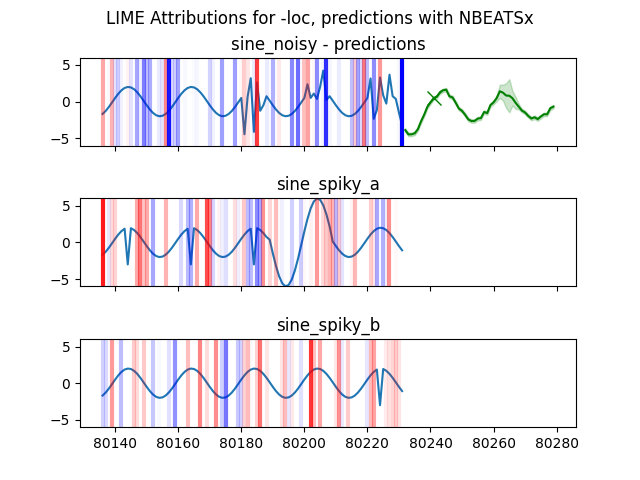 LIME Attributions for -loc, predictions with NBEATSx
sine_noisy - predictions
5
0
−5
sine_spiky_a
5
0
−5
sine_spiky_b
5
0
−5
80140 80160 80180 80200 80220 80240 80260 80280